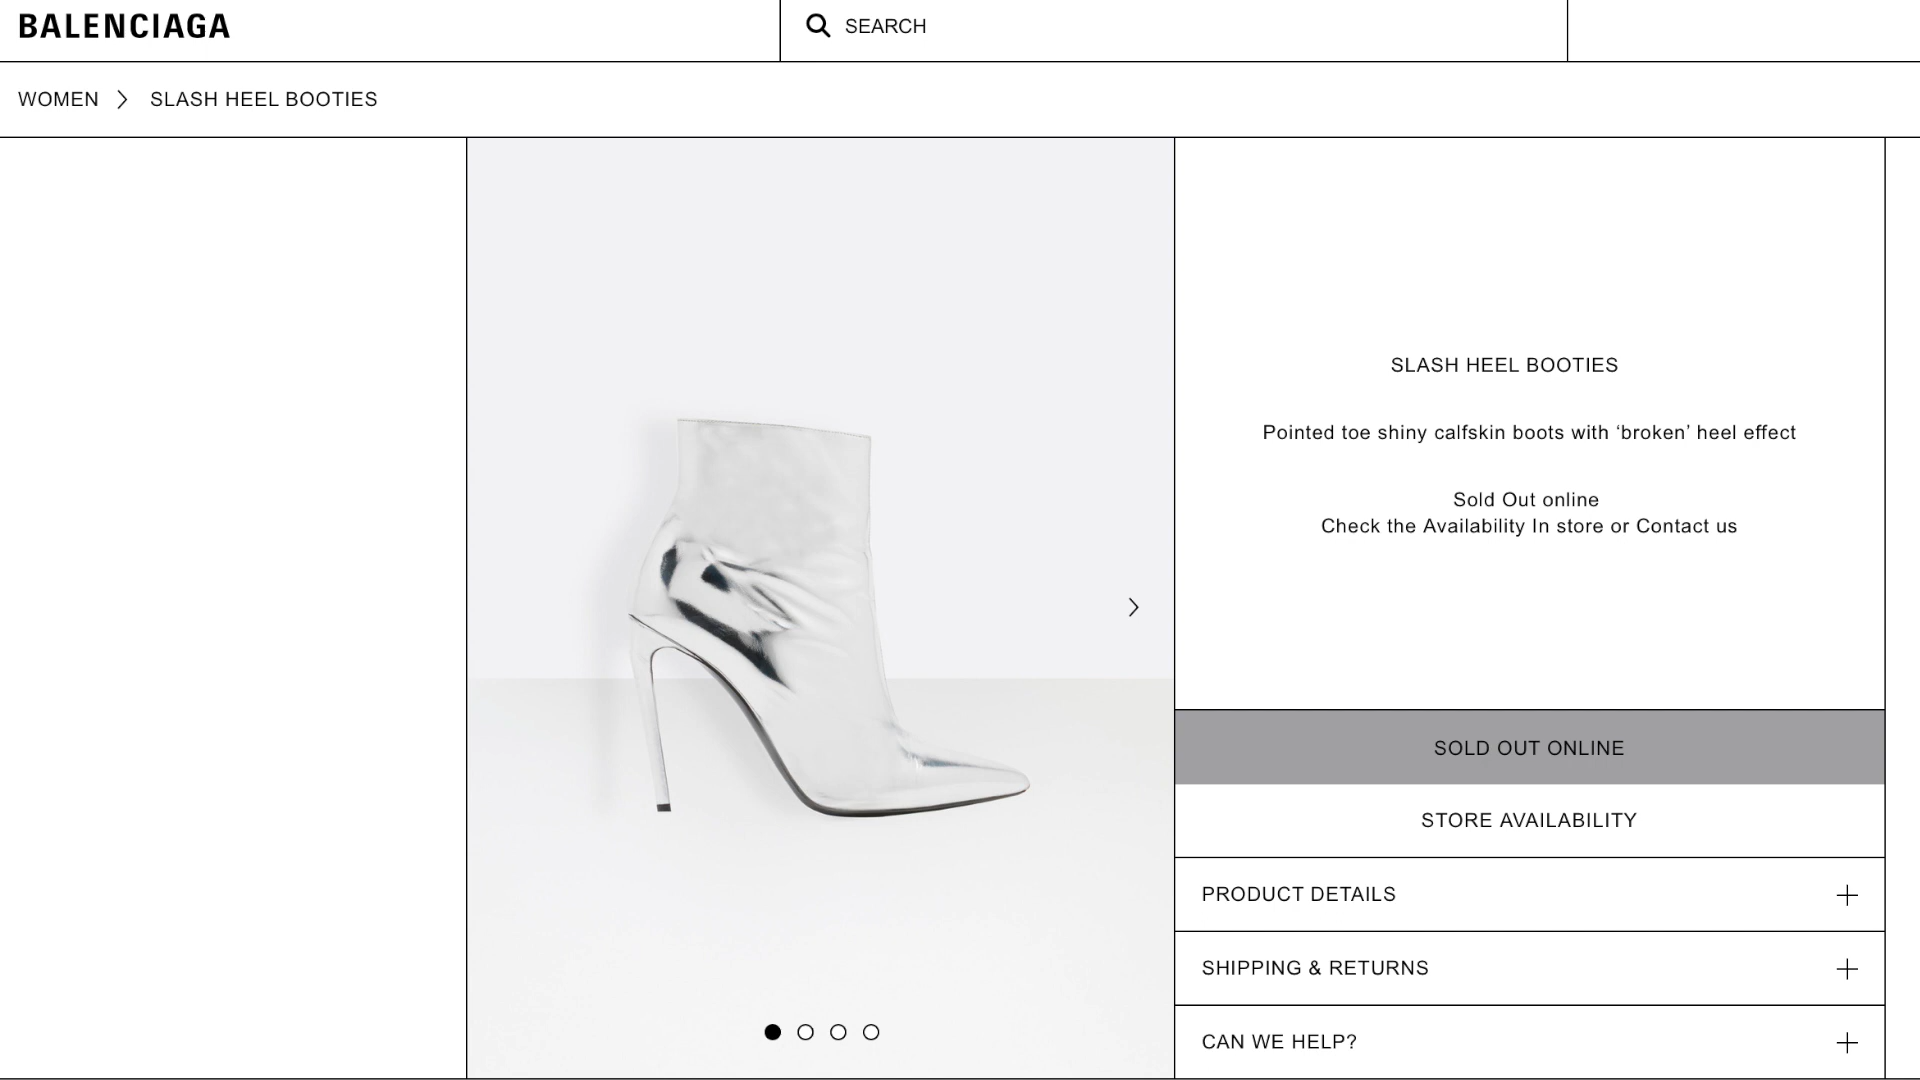 BALENCIAGA
SEARCH
WOMEN
SLASH HEEL BOOTIES
SLASH HEEL BOOTIES
Pointed toe shiny calfskin boots with ‘broken’ heel effect
Sold Out online
Check the Availability In store or Contact us
SOLD OUT ONLINE
STORE AVAILABILITY
PRODUCT DETAILS
SHIPPING & RETURNS
CAN WE HELP?